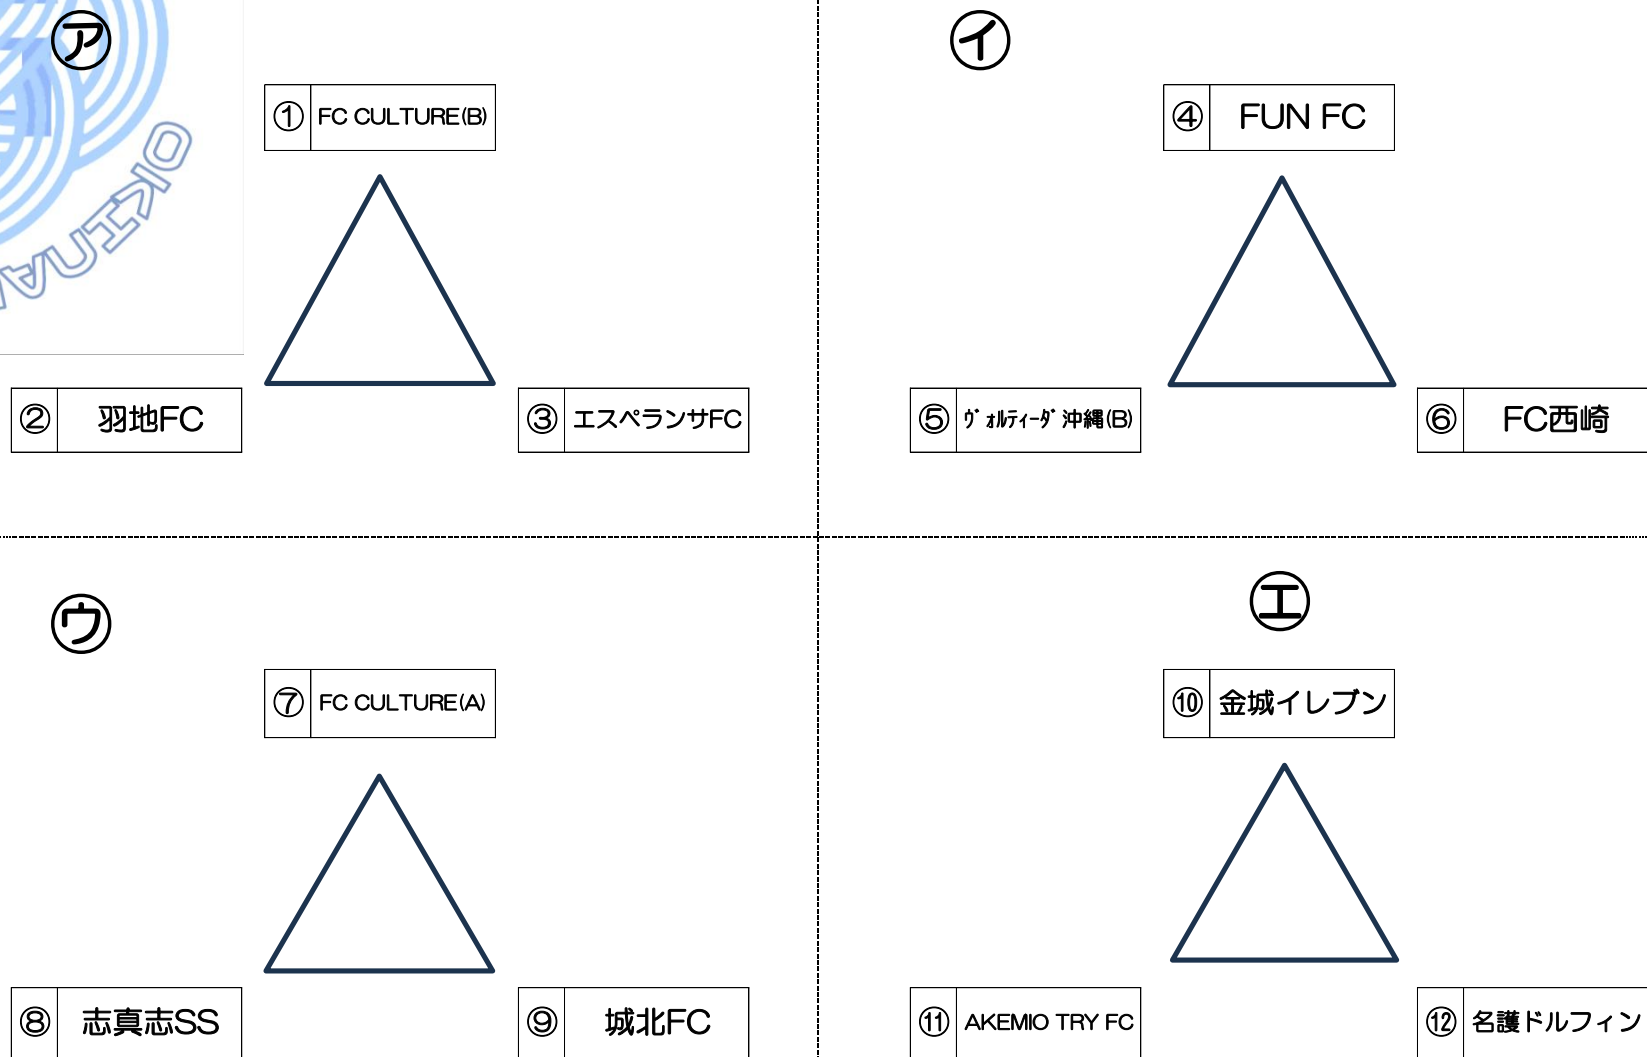 ㋐
① FC CULTURE(B)
② 羽地FC
③ エスペランサFC
㋑
④ FUN FC
⑤ ヴォルティーダ沖縄(B)
⑥ FC西崎
㋒
⑦ FC CULTURE(A)
⑧ 志真志SS
⑨ 城北FC
㋓
⑩ 金城イレブン
⑪ AKEMIO TRY FC
⑫ 名護ドルフィン